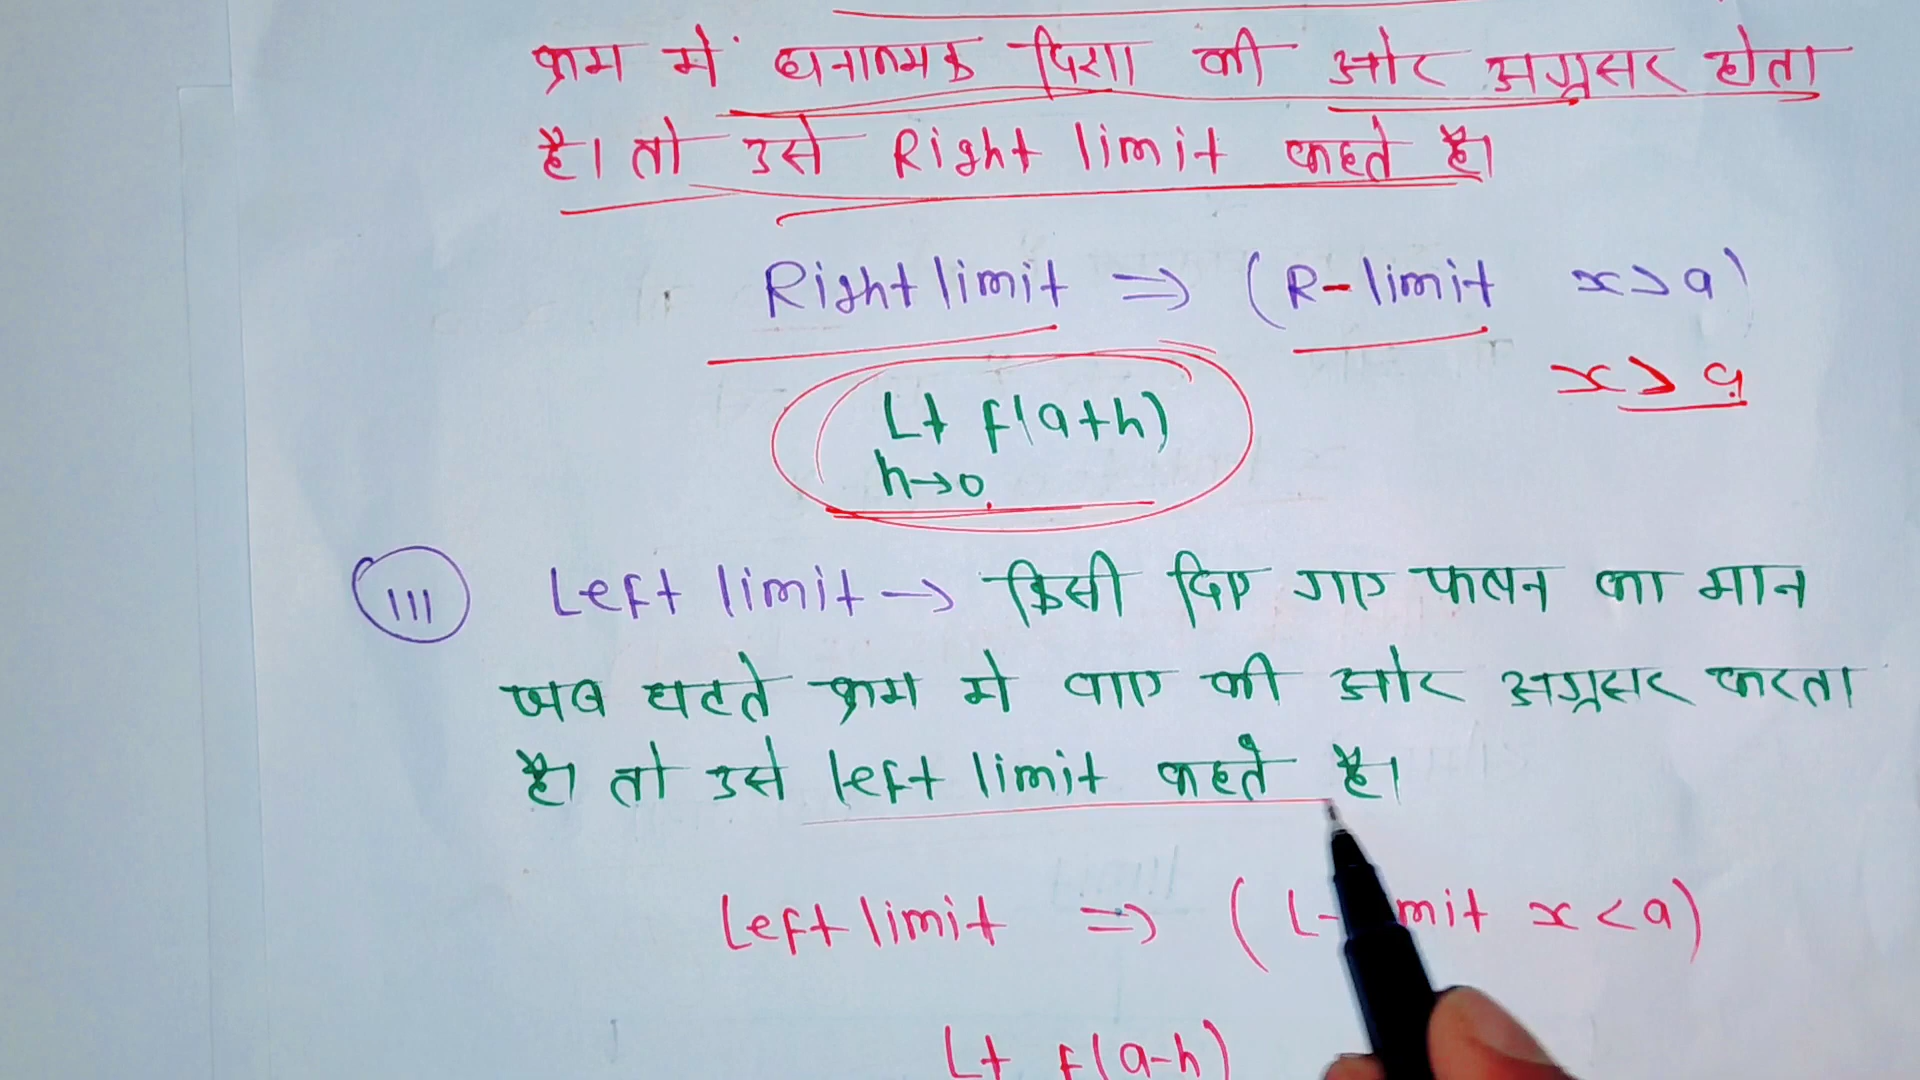 क्रम में धनात्मक दिशा की ओर अग्रसर होता
है। तो उसे Right limit कहते है।
Right limit ⇒ (R-limit x>a)
x>a
Lt f(a+h)
h→0
(iii) Left limit → किसी दिए गए फलन का मान
जब घटते क्रम मे बाए की ओर अग्रसर करता
है। तो उसे left limit कहते है।
Left limit ⇒ (L- mit x<a)
Lt f(a-h)